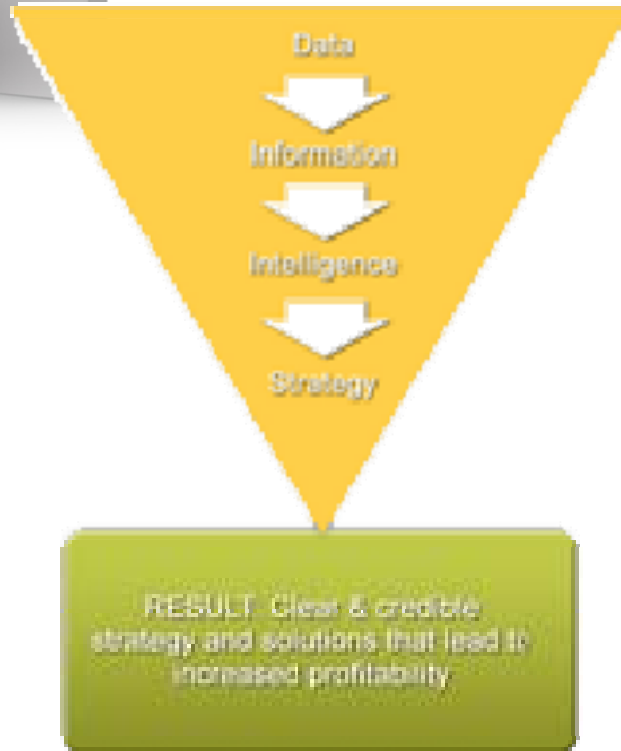 Data
Information
Intelligence
Strategy
RESULT: Clear & credible
strategy and solutions that lead to
increased profitability